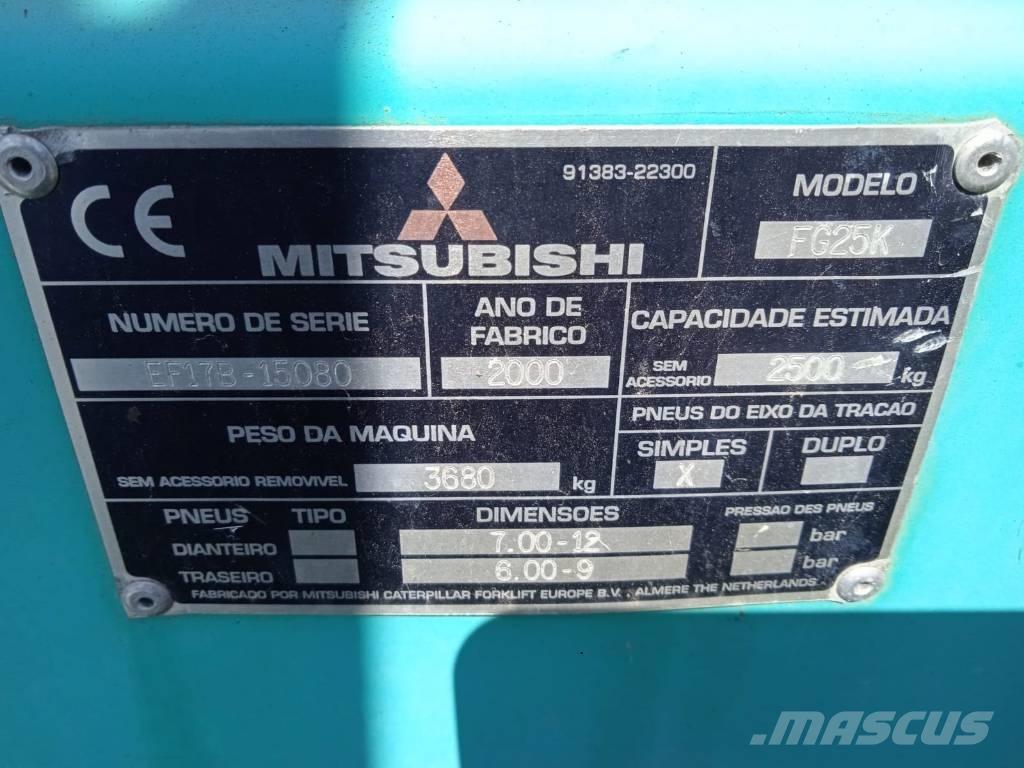 CE
91383-22300
MITSUBISHI
MODELO
FG25K
NUMERO DE SERIE
EF17B-15080
ANO DE
FABRICO
2000
CAPACIDADE ESTIMADA
SEM
ACESSORIO
2500 kg
PESO DA MAQUINA
SEM ACESSORIO REMOVIVEL 3680 kg
PNEUS DO EIXO DA TRACAO
SIMPLES
X
DUPLO
PNEUS TIPO DIMENSOES PRESSAO DES PNEUS
DIANTEIRO 7.00-12 bar
TRASEIRO 6.00-9 bar
FABRICADO POR MITSUBISHI CATERPILLAR FORKLIFT EUROPE B.V. ALMERE THE NETHERLANDS
MASCUS